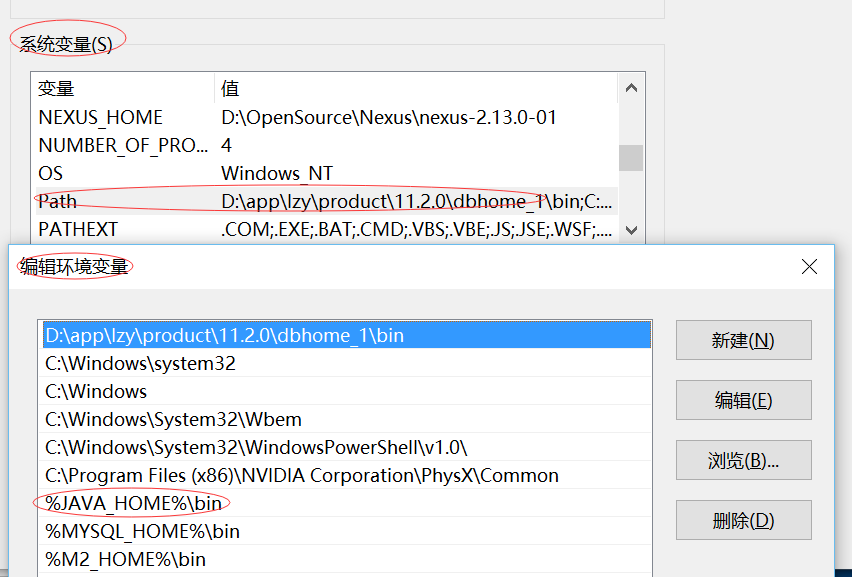 系统变量(S)
变量 值
NEXUS_HOME D:\OpenSource\Nexus\nexus-2.13.0-01
NUMBER_OF_PRO... 4
OS Windows_NT
Path D:\app\lzy\product\11.2.0\dbhome_1\bin;C:...
PATHEXT .COM;.EXE;.BAT;.CMD;.VBS;.VBE;.JS;.JSE;.WSF;....
编辑环境变量
D:\app\lzy\product\11.2.0\dbhome_1\bin
C:\Windows\system32
C:\Windows
C:\Windows\System32\Wbem
C:\Windows\System32\WindowsPowerShell\v1.0\
C:\Program Files (x86)\NVIDIA Corporation\PhysX\Common
%JAVA_HOME%\bin
%MYSQL_HOME%\bin
%M2_HOME%\bin
新建(N)
编辑(E)
浏览(B)...
删除(D)